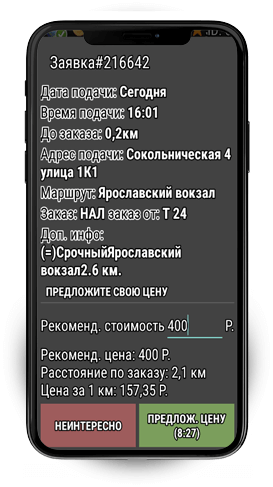 Заявка#216642
Дата подачи: Сегодня
Время подачи: 16:01
До заказа: 0,2км
Адрес подачи: Сокольническая 4
улица 1К1
Маршрут: Ярославский вокзал
Заказ: НАЛ заказ от: Т 24
Доп. инфо:
(=)СрочныйЯрославский
вокзал2.6 км.
ПРЕДЛОЖИТЕ СВОЮ ЦЕНУ
Рекоменд. стоимость 400 Р.
Рекоменд. цена: 400 Р.
Расстояние по заказу: 2,1 км
Цена за 1 км: 157,35 Р.
НЕИНТЕРЕСНО
ПРЕДЛОЖ. ЦЕНУ
(8:27)